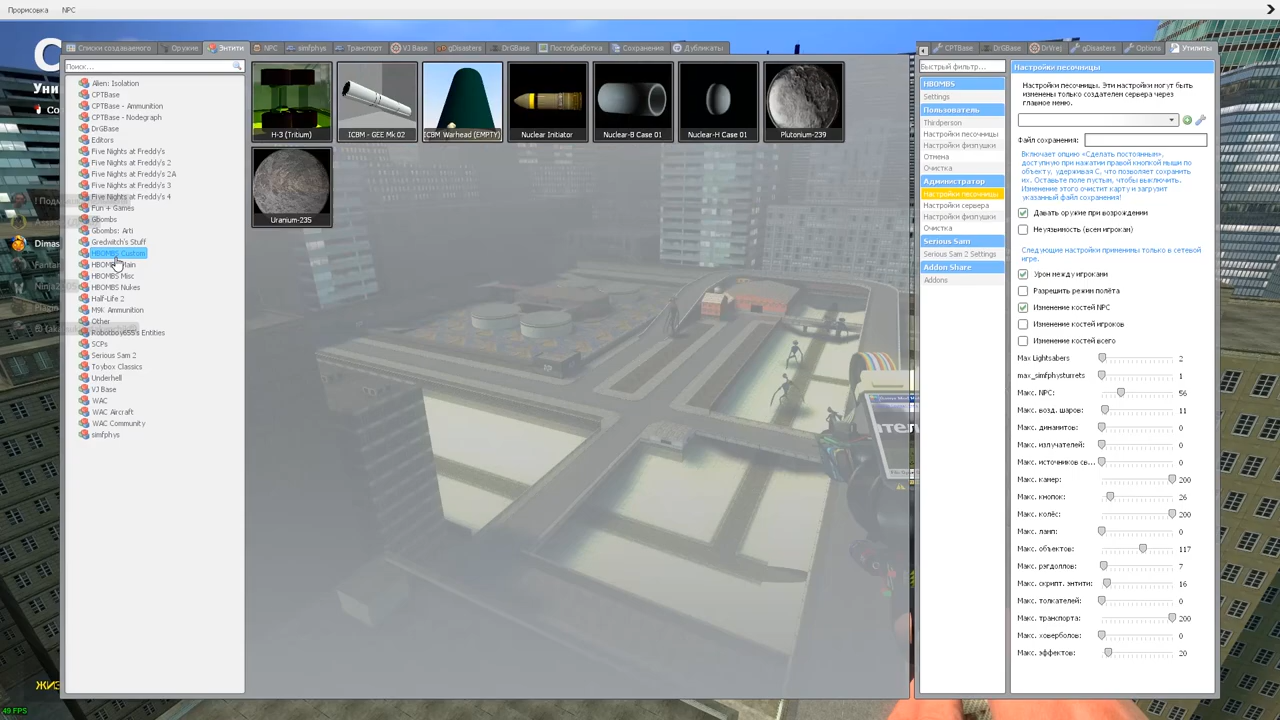 Прорисовка NPC
Списки создаваемого Оружие Энтити NPC simfphys Транспорт VJ Base gDisasters DrGBase Постобработка Сохранения Дубликаты
CPTBase DrGBase DrVrej gDisasters Options Утилиты
Поиск...
Alien: Isolation
CPTBase
CPTBase - Ammunition
CPTBase - Nodegraph
DrGBase
Editors
Five Nights at Freddy's
Five Nights at Freddy's 2
Five Nights at Freddy's 2A
Five Nights at Freddy's 3
Five Nights at Freddy's 4
Fun + Games
Gbombs
Gbombs: Arti
Gredwitch's Stuff
HBOMBS Custom
HBOMBS Main
HBOMBS Misc
HBOMBS Nukes
Half-Life 2
M9K Ammunition
Other
Robotboy655's Entities
SCPs
Serious Sam 2
Toybox Classics
Underhell
VJ Base
WAC
WAC Aircraft
WAC Community
simfphys
H-3 (Tritium)
ICBM - GEE Mk 02
ICBM Warhead (EMPTY)
Nuclear Initiator
Nuclear-B Case 01
Nuclear-H Case 01
Plutonium-239
Uranium-235
Быстрый фильтр...
HBOMBS
Settings
Пользователь
Thirdperson
Настройки песочницы
Настройки физпушки
Отмена
Очистка
Администратор
Настройки песочницы
Настройки сервера
Настройки физпушки
Очистка
Serious Sam
Serious Sam 2 Settings
Addon Share
Addons
Настройки песочницы
Настройки песочницы. Эти настройки могут быть
изменены только создателем сервера через
главное меню.
Файл сохранения:
Включает опцию «Сделать постоянным»,
доступную при нажатии правой кнопкой мыши по
объекту, удерживая C, что позволяет сохранить
их. Оставьте поле пустым, чтобы выключить.
Изменение этого очистит карту и загрузит
указанный файл сохранения!
Давать оружие при возрождении
Неуязвимость (всем игрокам)
Следующие настройки применимы только в сетевой
игре.
Урон между игроками
Разрешить режим полёта
Изменение костей NPC
Изменение костей игроков
Изменение костей всего
Max Lightsabers 2
max_simfphysturrets 1
Макс. NPC: 56
Макс. возд. шаров: 11
Макс. динамитов: 0
Макс. излучателей: 0
Макс. источников св... 0
Макс. камер: 200
Макс. кнопок: 26
Макс. колёс: 200
Макс. ламп: 0
Макс. объектов: 117
Макс. рэгдоллов: 7
Макс. скрипт. энтити: 16
Макс. толкателей: 0
Макс. транспорта: 200
Макс. ховерболов: 0
Макс. эффектов: 20
Dimas
49 FPS